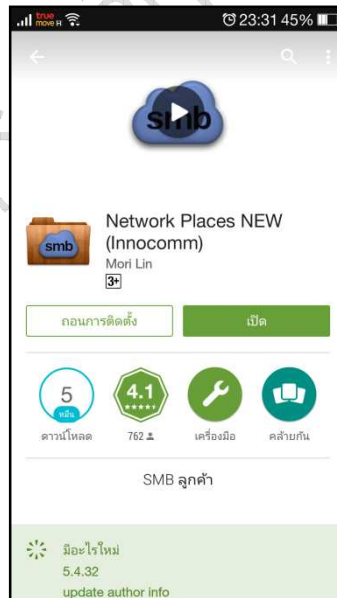 true
move H
23:31 45%
smb
smb
Network Places NEW
(Innocomm)
Mori Lin
3+
ถอนการติดตั้ง
เปิด
5
หมื่น
4.1
ดาวน์โหลด
762
เครื่องมือ
คล้ายกัน
SMB ลูกค้า
มีอะไรใหม่
5.4.32
update author info